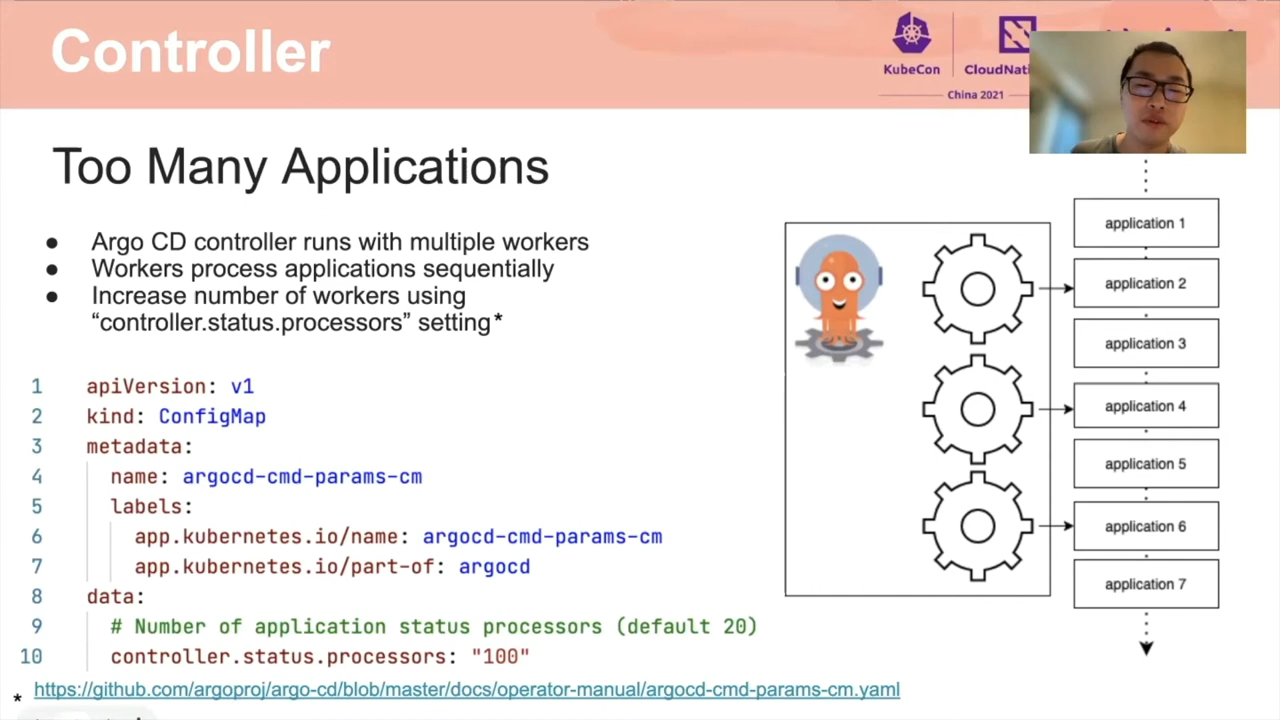 Controller
KubeCon
CloudNati
China 2021
Too Many Applications
● Argo CD controller runs with multiple workers
● Workers process applications sequentially
● Increase number of workers using
“controller.status.processors” setting*
1 apiVersion: v1
2 kind: ConfigMap
3 metadata:
4 name: argocd-cmd-params-cm
5 labels:
6 app.kubernetes.io/name: argocd-cmd-params-cm
7 app.kubernetes.io/part-of: argocd
8 data:
9 # Number of application status processors (default 20)
10 controller.status.processors: "100"
* https://github.com/argoproj/argo-cd/blob/master/docs/operator-manual/argocd-cmd-params-cm.yaml
application 1
application 2
application 3
application 4
application 5
application 6
application 7